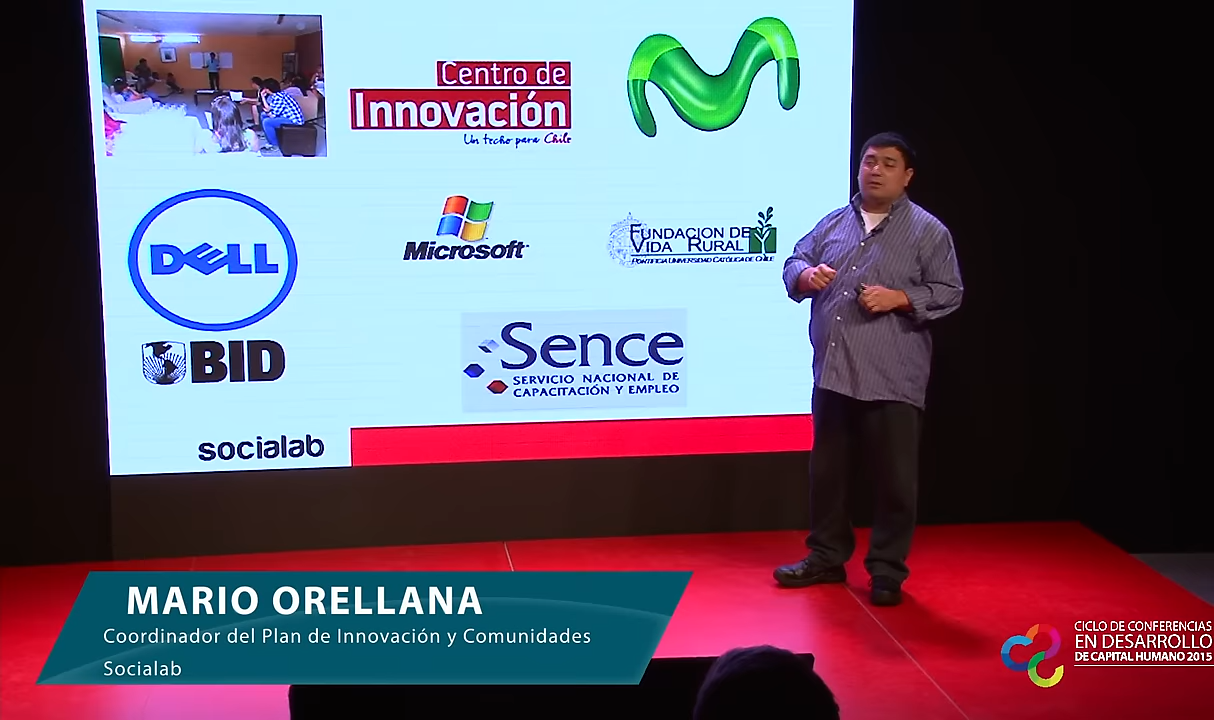 Centro de
Innovación
Un techo para Chile
DELL
Microsoft
FUNDACION DE
VIDA RURAL
PONTIFICIA UNIVERSIDAD CATÓLICA DE CHILE
BID
Sence
SERVICIO NACIONAL DE
CAPACITACIÓN Y EMPLEO
socialab
MARIO ORELLANA
Coordinador del Plan de Innovación y Comunidades
Socialab
CICLO DE CONFERENCIAS
EN DESARROLLO
DE CAPITAL HUMANO 2015